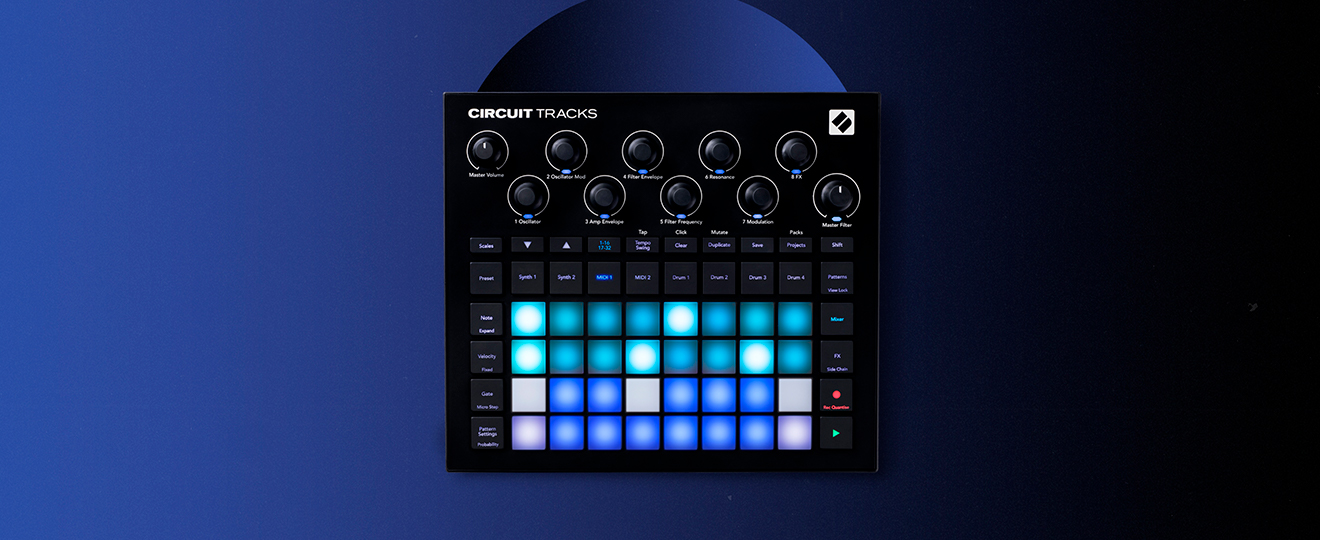 CIRCUIT TRACKS
Master Volume
2 Oscillator Mod
4 Filter Envelope
6 Resonance
8 FX
1 Oscillator
3 Amp Envelope
5 Filter Frequency
7 Modulation
Master Filter
Tap
Click
Mutate
Packs
Scales
▼
▲
1-16
17-32
Tempo
Swing
Clear
Duplicate
Save
Projects
Shift
Preset
Synth 1
Synth 2
MIDI 1
MIDI 2
Drum 1
Drum 2
Drum 3
Drum 4
Patterns
View Lock
Note
Expand
Mixer
Velocity
Fixed
FX
Side Chain
Gate
Micro Step
Rec Quantise
Pattern
Settings
Probability